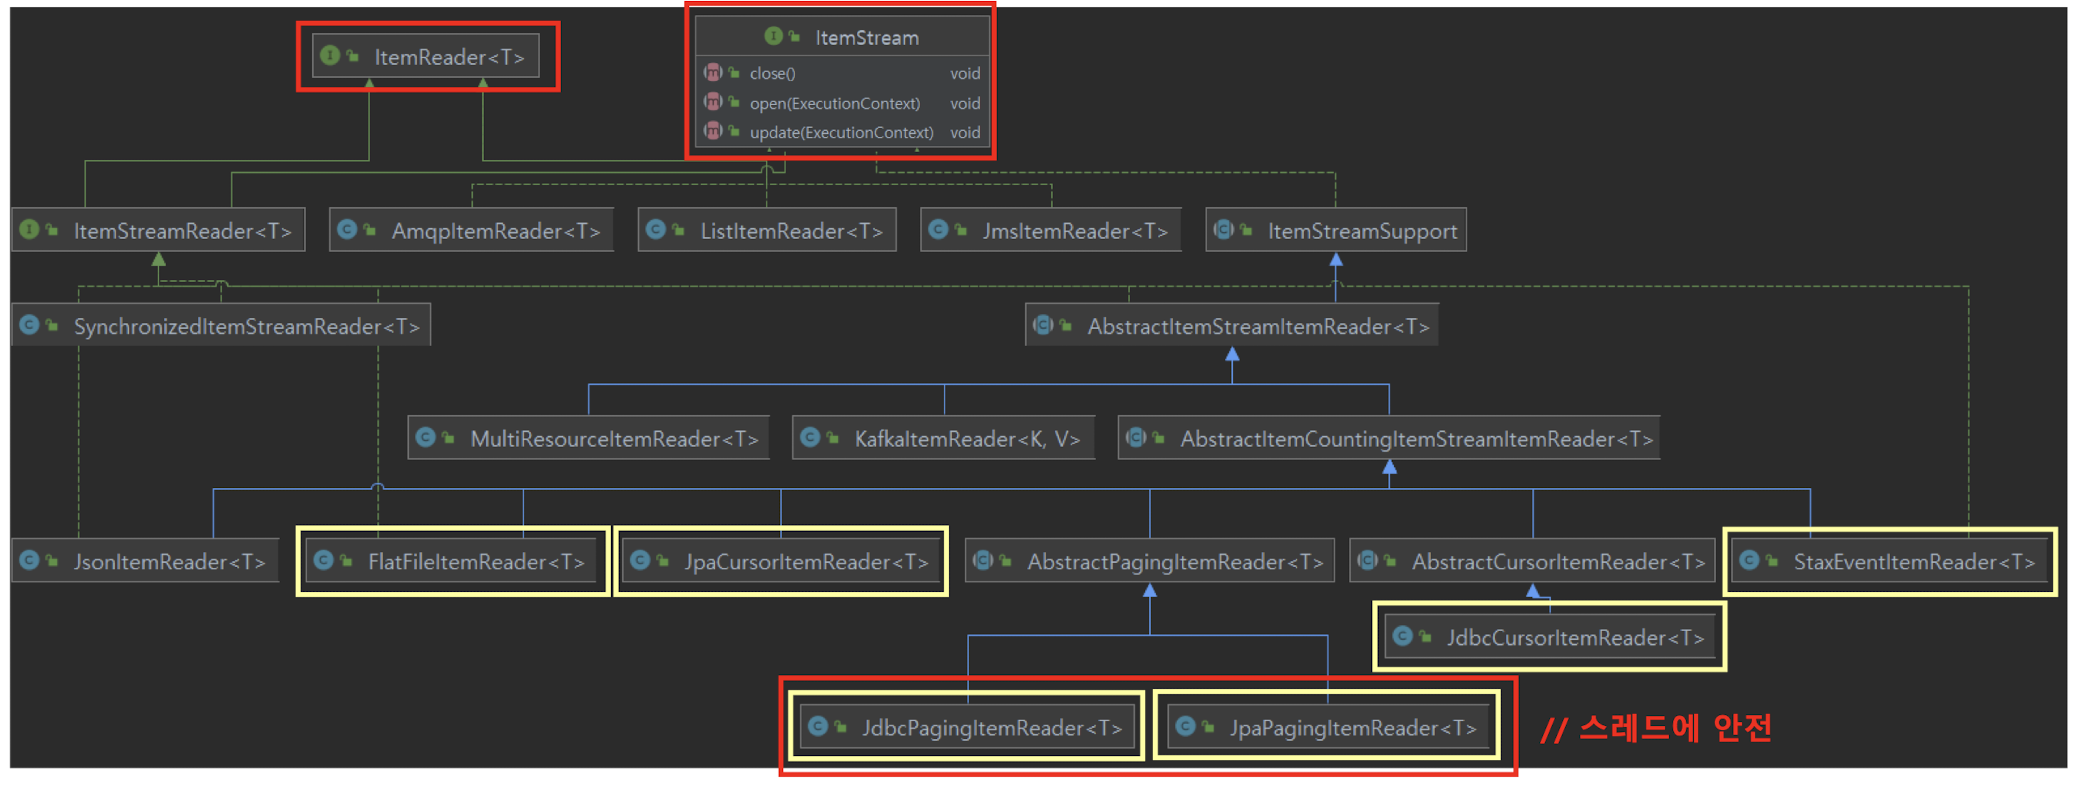 ItemReader<T>
ItemStream
close() void
open(ExecutionContext) void
update(ExecutionContext) void
ItemStreamReader<T>
AmqpItemReader<T>
ListItemReader<T>
JmsItemReader<T>
ItemStreamSupport
SynchronizedItemStreamReader<T>
AbstractItemStreamItemReader<T>
MultiResourceItemReader<T>
KafkaItemReader<K, V>
AbstractItemCountingItemStreamItemReader<T>
JsonItemReader<T>
FlatFileItemReader<T>
JpaCursorItemReader<T>
AbstractPagingItemReader<T>
AbstractCursorItemReader<T>
StaxEventItemReader<T>
JdbcCursorItemReader<T>
JdbcPagingItemReader<T>
JpaPagingItemReader<T>
// 스레드에 안전